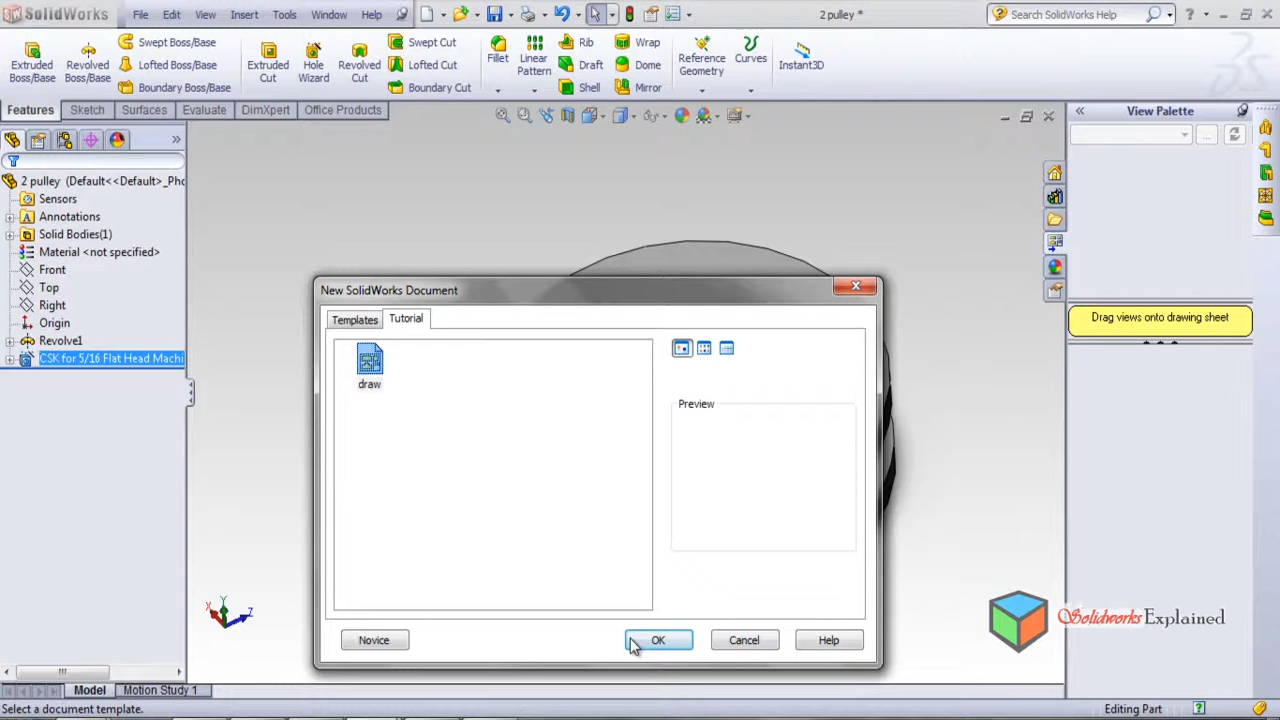 SolidWorks
File Edit View Insert Tools Window Help
2 pulley *
Search SolidWorks Help
Extruded Boss/Base
Revolved Boss/Base
Swept Boss/Base
Lofted Boss/Base
Boundary Boss/Base
Extruded Cut
Hole Wizard
Revolved Cut
Swept Cut
Lofted Cut
Boundary Cut
Fillet
Linear Pattern
Rib
Draft
Shell
Wrap
Dome
Mirror
Reference Geometry
Curves
Instant3D
Features Sketch Surfaces Evaluate DimXpert Office Products
View Palette
2 pulley (Default<<Default>_Pho
Sensors
Annotations
Solid Bodies(1)
Material <not specified>
Front
Top
Right
Origin
Revolve1
CSK for 5/16 Flat Head Machi
New SolidWorks Document
Templates Tutorial
draw
Preview
Novice OK Cancel Help
Drag views onto drawing sheet
X Y Z
Solidworks Explained
Model Motion Study 1
Select a document template.
Editing Part